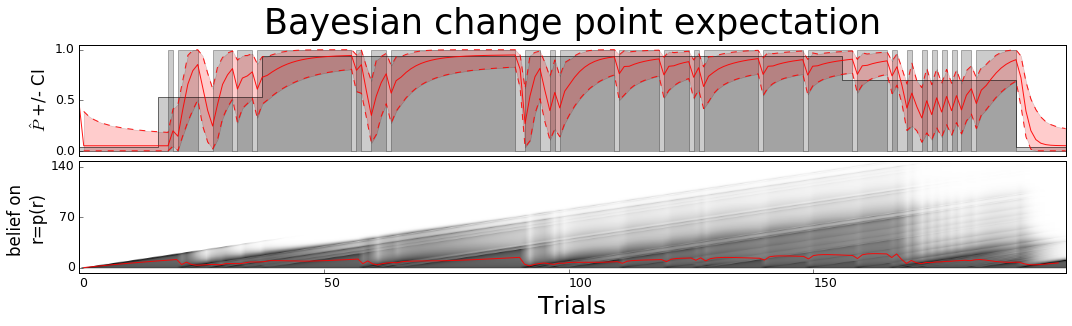 Bayesian change point expectation
P̂ +/- CI
1.0
0.5
0.0
belief on
r=p(r)
140
70
0
0 50 100 150
Trials